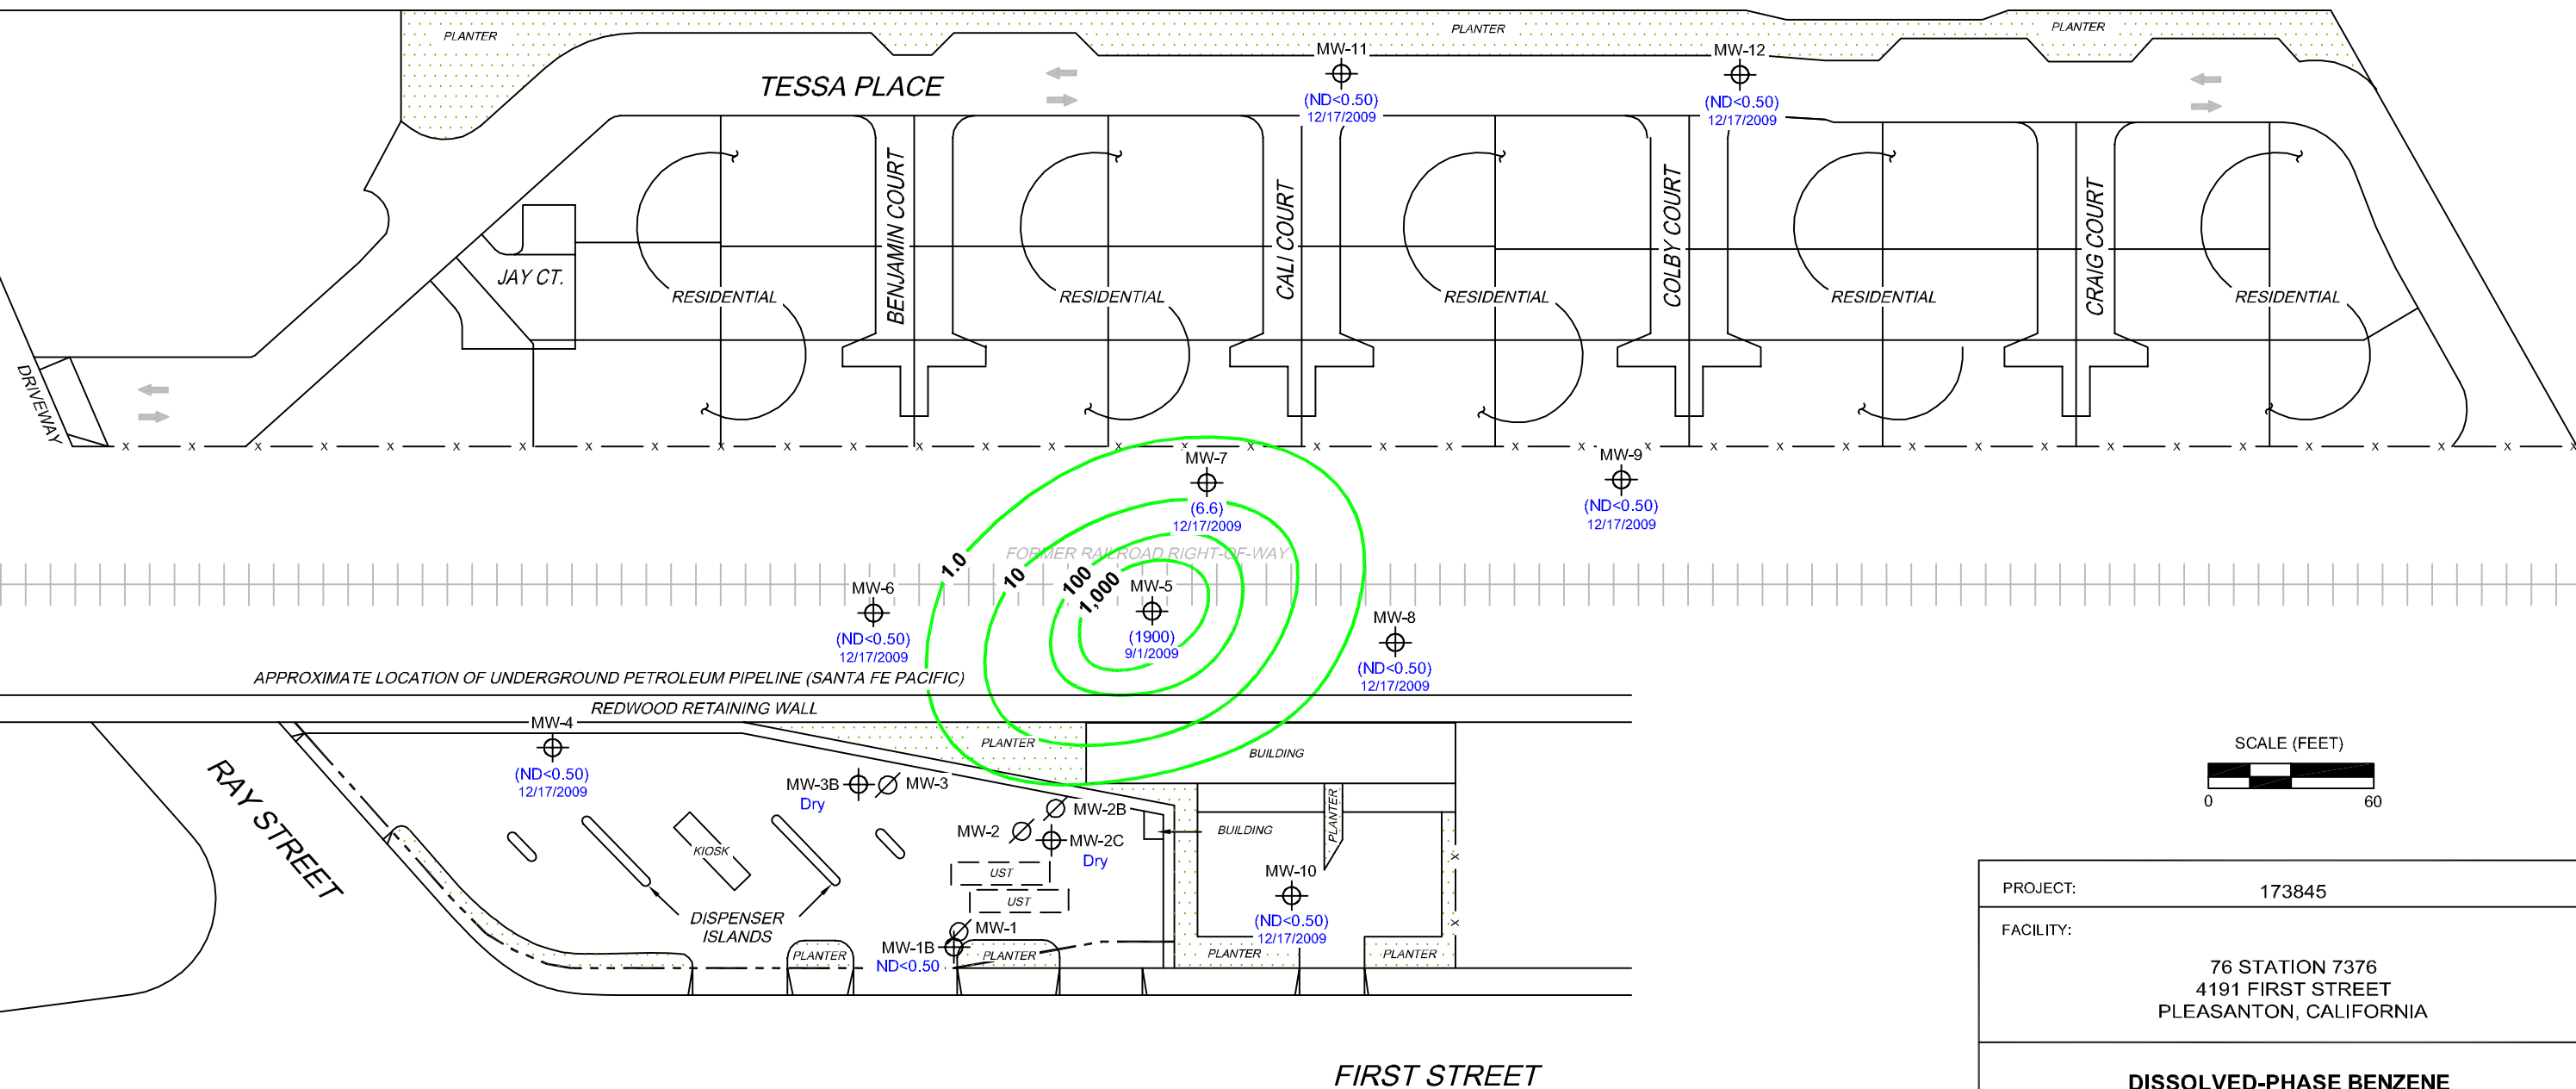 PLANTER
PLANTER
PLANTER
MW-11
MW-12
TESSA PLACE
(ND<0.50)
12/17/2009
(ND<0.50)
12/17/2009
BENJAMIN COURT
CALI COURT
COLBY COURT
CRAIG COURT
JAY CT.
RESIDENTIAL
RESIDENTIAL
RESIDENTIAL
RESIDENTIAL
RESIDENTIAL
DRIVEWAY
MW-7
(6.6)
12/17/2009
MW-9
(ND<0.50)
12/17/2009
FORMER RAILROAD RIGHT-OF-WAY
1.0
10
100
1,000
MW-6
(ND<0.50)
12/17/2009
MW-5
(1900)
9/1/2009
MW-8
(ND<0.50)
12/17/2009
APPROXIMATE LOCATION OF UNDERGROUND PETROLEUM PIPELINE (SANTA FE PACIFIC)
REDWOOD RETAINING WALL
MW-4
(ND<0.50)
12/17/2009
PLANTER
BUILDING
RAY STREET
MW-3B
Dry
MW-3
MW-2B
MW-2
MW-2C
Dry
BUILDING
PLANTER
KIOSK
UST
UST
DISPENSER
ISLANDS
MW-10
(ND<0.50)
12/17/2009
MW-1
MW-1B
ND<0.50
PLANTER
PLANTER
PLANTER
PLANTER
FIRST STREET
SCALE (FEET)
0
60
PROJECT:
173845
FACILITY:
76 STATION 7376
4191 FIRST STREET
PLEASANTON, CALIFORNIA
DISSOLVED-PHASE BENZENE